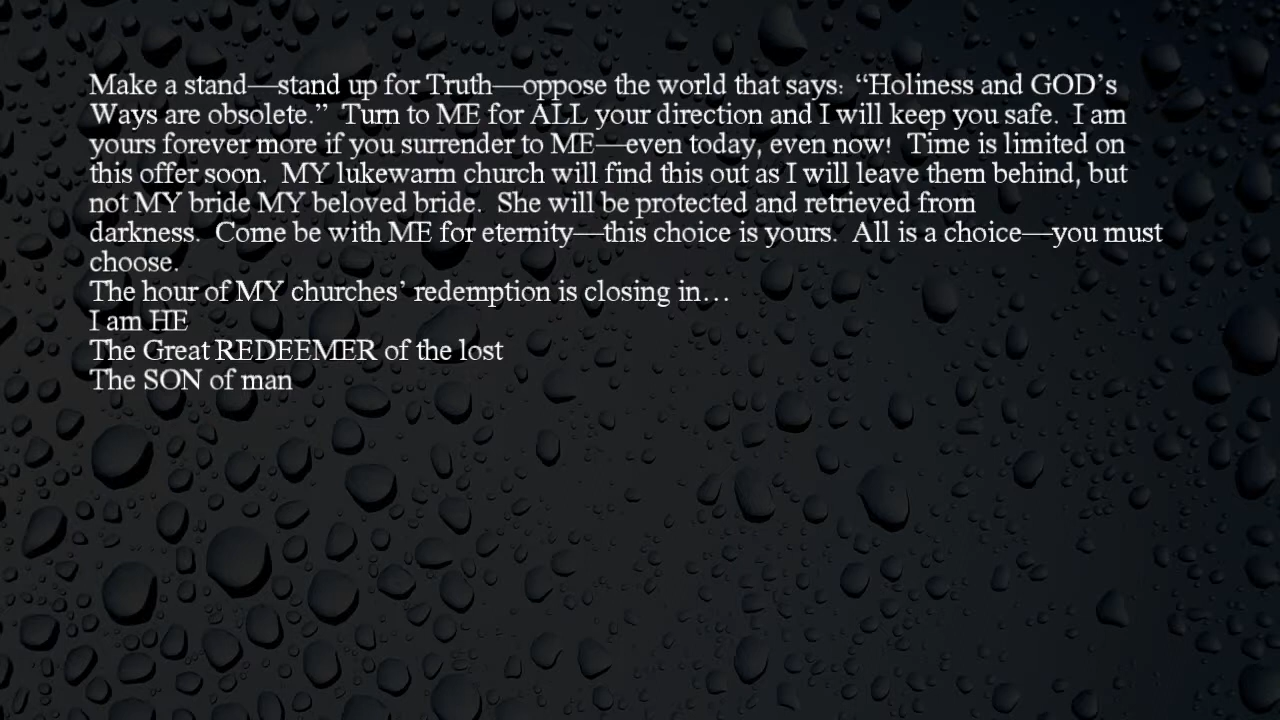 Make a stand—stand up for Truth—oppose the world that says:  “Holiness and GOD’s
Ways are obsolete.”  Turn to ME for ALL your direction and I will keep you safe.  I am
yours forever more if you surrender to ME—even today, even now!  Time is limited on
this offer soon.  MY lukewarm church will find this out as I will leave them behind, but
not MY bride MY beloved bride.  She will be protected and retrieved from
darkness.  Come be with ME for eternity—this choice is yours.  All is a choice—you must
choose.
The hour of MY churches’ redemption is closing in…
I am HE
The Great REDEEMER of the lost
The SON of man